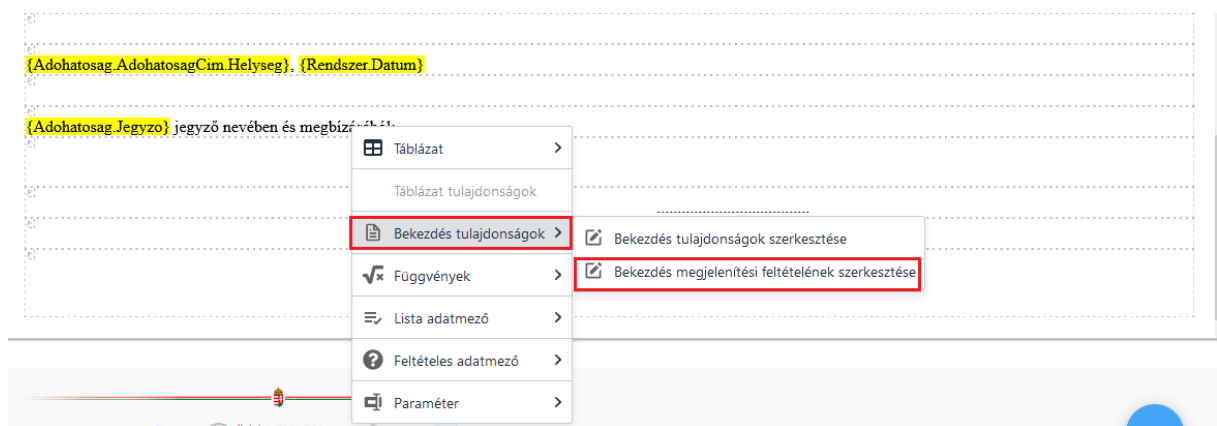 {Adohatosag.AdohatosagCim.Helyseg}, {Rendszer.Datum}
{Adohatosag.Jegyzo} jegyző nevében és
Táblázat
Táblázat tulajdonságok
Bekezdés tulajdonságok
Bekezdés tulajdonságok szerkesztése
Bekezdés megjelenítési feltételének szerkesztése
Függvények
Lista adatmező
Feltételes adatmező
Paraméter